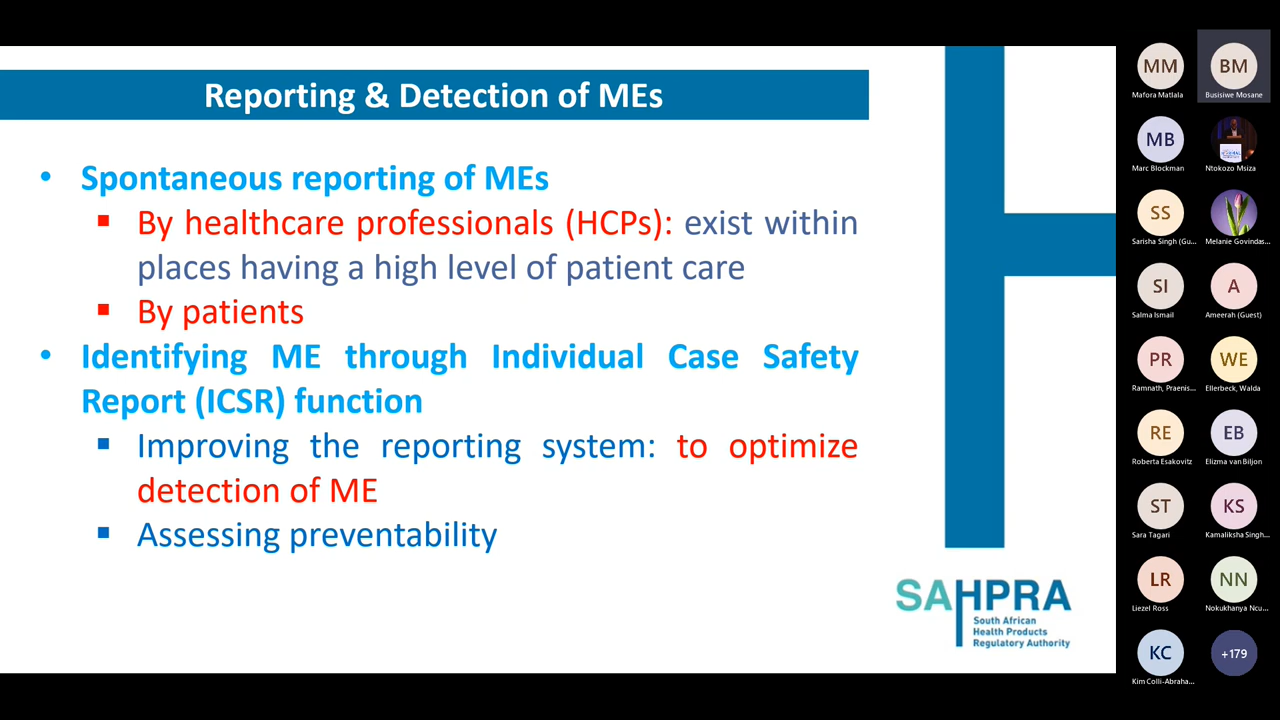 Reporting & Detection of MEs
• Spontaneous reporting of MEs
▪ By healthcare professionals (HCPs): exist within
places having a high level of patient care
▪ By patients
• Identifying ME through Individual Case Safety
Report (ICSR) function
▪ Improving the reporting system: to optimize
detection of ME
▪ Assessing preventability
SAHPRA
South African
Health Products
Regulatory Authority
MM
Mafora Matlala
BM
Busisiwe Mosane
MB
Marc Blockman
Ntokozo Msiza
SS
Sarisha Singh (Gu...
Melanie Govindas...
SI
Salma Ismail
A
Ameerah (Guest)
PR
Ramnath, Praenis...
WE
Ellerbeck, Walda
RE
Roberta Esakovitz
EB
Elizma van Biljon
ST
Sara Tagari
KS
Kamaliksha Singh...
LR
Liezel Ross
NN
Nokukhanya Ncu...
KC
Kim Colli-Abraha...
+179